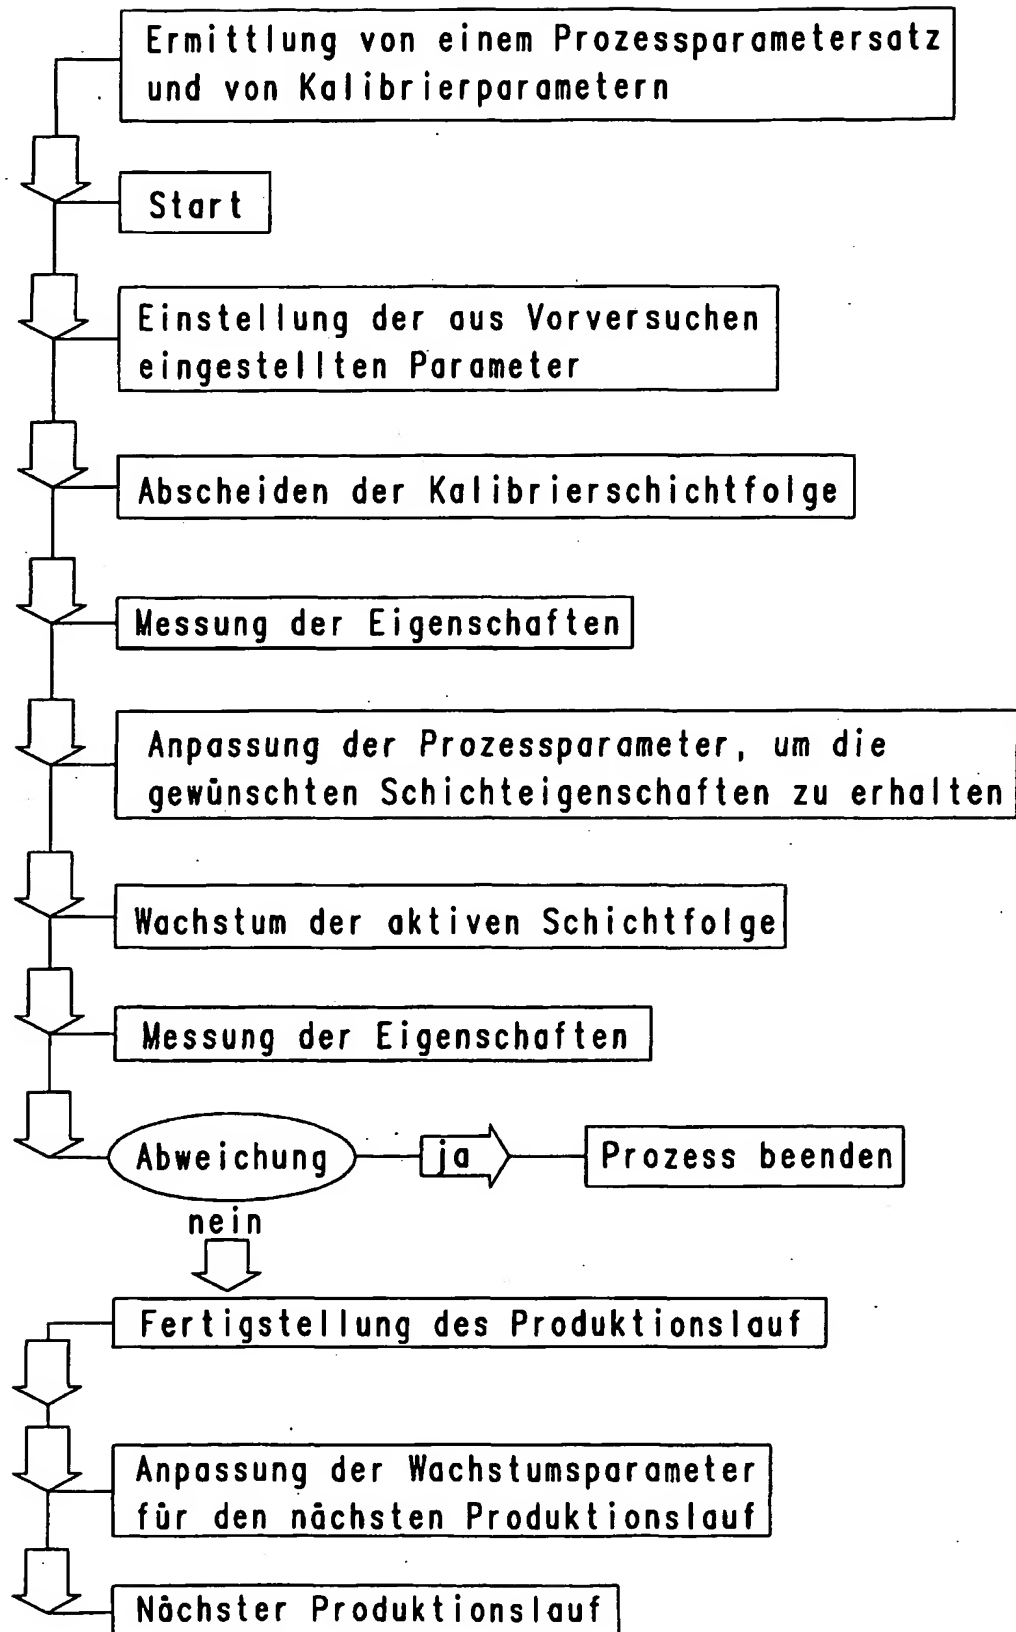 Ermittlung von einem Prozessparametersatz
und von Kalibrierparametern
Start
Einstellung der aus Vorversuchen
eingestellten Parameter
Abscheiden der Kalibrierschichtfolge
Messung der Eigenschaften
Anpassung der Prozessparameter, um die
gewünschten Schichteigenschaften zu erhalten
Wachstum der aktiven Schichtfolge
Messung der Eigenschaften
Abweichung
ja
Prozess beenden
nein
Fertigstellung des Produktionslauf
Anpassung der Wachstumsparameter
für den nächsten Produktionslauf
Nächster Produktionslauf